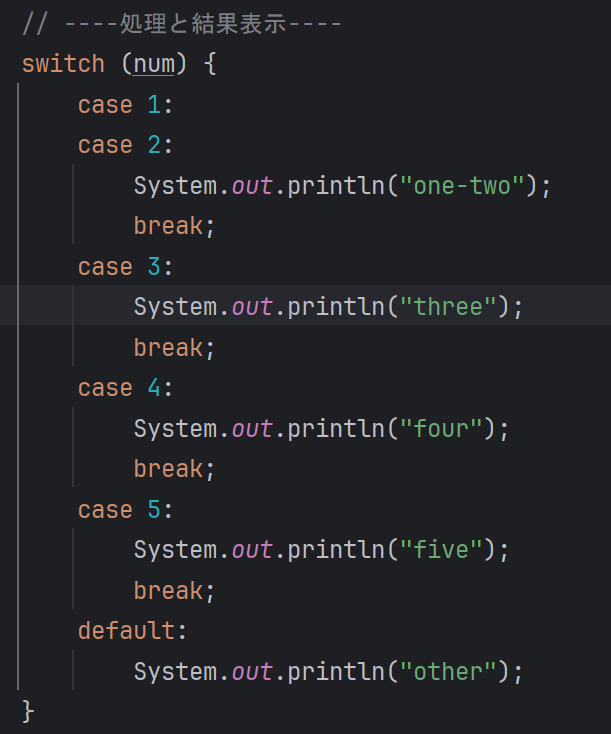 // ----処理と結果表示----
switch (num) {
    case 1:
    case 2:
        System.out.println("one-two");
        break;
    case 3:
        System.out.println("three");
        break;
    case 4:
        System.out.println("four");
        break;
    case 5:
        System.out.println("five");
        break;
    default:
        System.out.println("other");
}